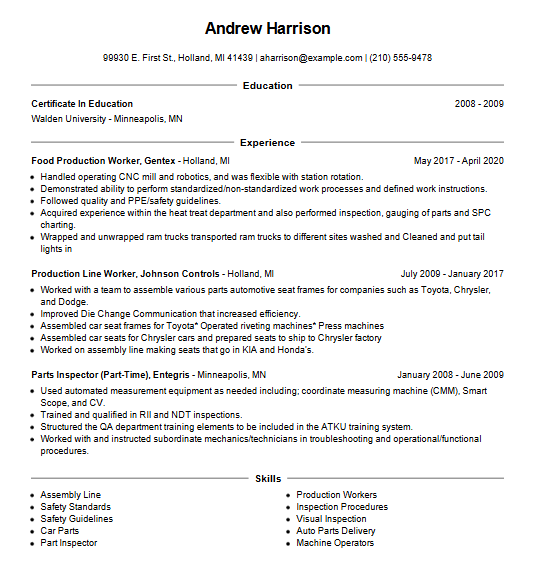 Andrew Harrison
99930 E. First St., Holland, MI 41439 | aharrison@example.com | (210) 555-9478
Education
Certificate In Education 2008 - 2009
Walden University - Minneapolis, MN
Experience
Food Production Worker, Gentex - Holland, MI May 2017 - April 2020
• Handled operating CNC mill and robotics, and was flexible with station rotation.
• Demonstrated ability to perform standardized/non-standardized work processes and defined work instructions.
• Followed quality and PPE/safety guidelines.
• Acquired experience within the heat treat department and also performed inspection, gauging of parts and SPC
charting.
• Wrapped and unwrapped ram trucks transported ram trucks to different sites washed and Cleaned and put tail
lights in
Production Line Worker, Johnson Controls - Holland, MI July 2009 - January 2017
• Worked with a team to assemble various parts automotive seat frames for companies such as Toyota, Chrysler,
and Dodge.
• Improved Die Change Communication that increased efficiency.
• Assembled car seat frames for Toyota* Operated riveting machines* Press machines
• Assembled car seats for Chrysler cars and prepared seats to ship to Chrysler factory
• Worked on assembly line making seats that go in KIA and Honda's.
Parts Inspector (Part-Time), Entegris - Minneapolis, MN January 2008 - June 2009
• Used automated measurement equipment as needed including; coordinate measuring machine (CMM), Smart
Scope, and CV.
• Trained and qualified in RII and NDT inspections.
• Structured the QA department training elements to be included in the ATKU training system.
• Worked with and instructed subordinate mechanics/technicians in troubleshooting and operational/functional
procedures.
Skills
• Assembly Line
• Safety Standards
• Safety Guidelines
• Car Parts
• Part Inspector
• Production Workers
• Inspection Procedures
• Visual Inspection
• Auto Parts Delivery
• Machine Operators